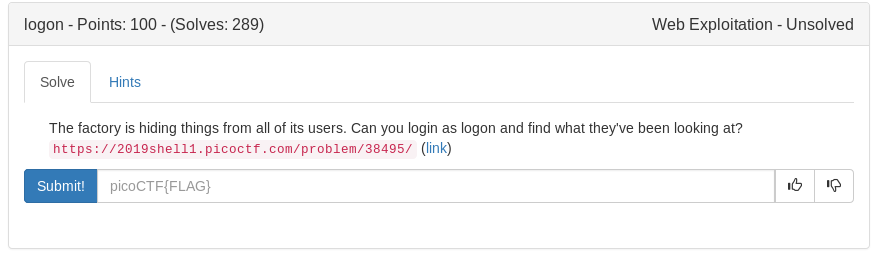 logon - Points: 100 - (Solves: 289) Web Exploitation - Unsolved
Solve Hints
The factory is hiding things from all of its users. Can you login as logon and find what they've been looking at?
https://2019shell1.picoctf.com/problem/38495/ (link)
Submit! picoCTF{FLAG}